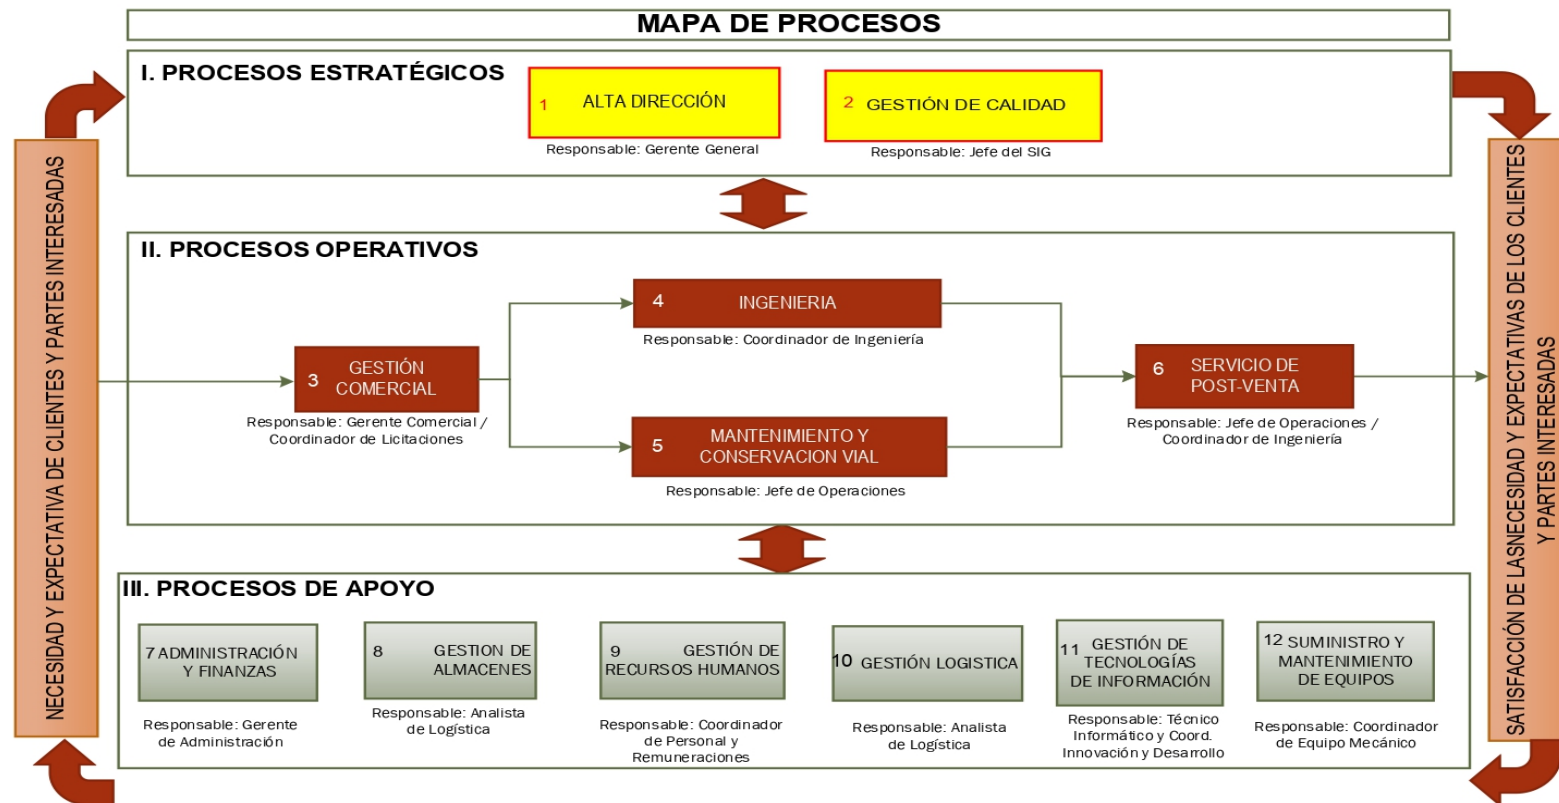 MAPA DE PROCESOS
I. PROCESOS ESTRATÉGICOS
1
ALTA DIRECCIÓN
Responsable: Gerente General
2
GESTIÓN DE CALIDAD
Responsable: Jefe del SIG
NECESIDAD Y EXPECTATIVA DE CLIENTES Y PARTES INTERESADAS
II. PROCESOS OPERATIVOS
3
GESTIÓN
COMERCIAL
Responsable: Gerente Comercial /
Coordinador de Licitaciones
4
INGENIERIA
Responsable: Coordinador de Ingeniería
5
MANTENIMIENTO Y
CONSERVACION VIAL
Responsable: Jefe de Operaciones
6
SERVICIO DE
POST-VENTA
Responsable: Jefe de Operaciones /
Coordinador de Ingeniería
SATISFACCIÓN DE LASNECESIDAD Y EXPECTATIVAS DE LOS CLIENTES
Y PARTES INTERESADAS
III. PROCESOS DE APOYO
7 ADMINISTRACIÓN
Y FINANZAS
Responsable: Gerente
de Administración
8
GESTION DE
ALMACENES
Responsable: Analista
de Logística
9
GESTIÓN DE
RECURSOS HUMANOS
Responsable: Coordinador
de Personal y
Remuneraciones
10 GESTIÓN LOGISTICA
Responsable: Analista
de Logística
11
GESTIÓN DE
TECNOLOGÍAS
DE INFORMACIÓN
Responsable: Técnico
Informático y Coord.
Innovación y Desarrollo
12 SUMINISTRO Y
MANTENIMIENTO
DE EQUIPOS
Responsable: Coordinador
de Equipo Mecánico